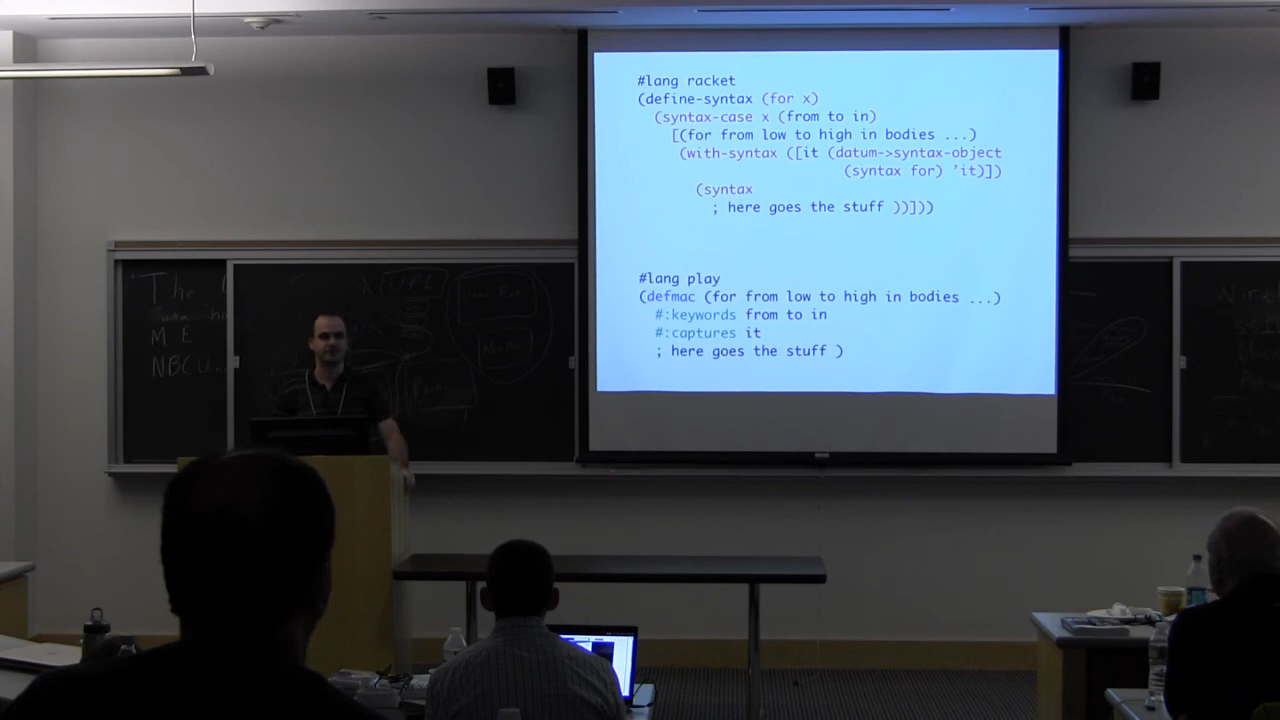 #lang racket
(define-syntax (for x)
(syntax-case x (from to in)
[(for from low to high in bodies ...)
(with-syntax ([it (datum->syntax-object
(syntax for) 'it)])
(syntax
; here goes the stuff ))]))
#lang play
(defmac (for from low to high in bodies ...)
#:keywords from to in
#:captures it
; here goes the stuff )
The
M E
NBCU